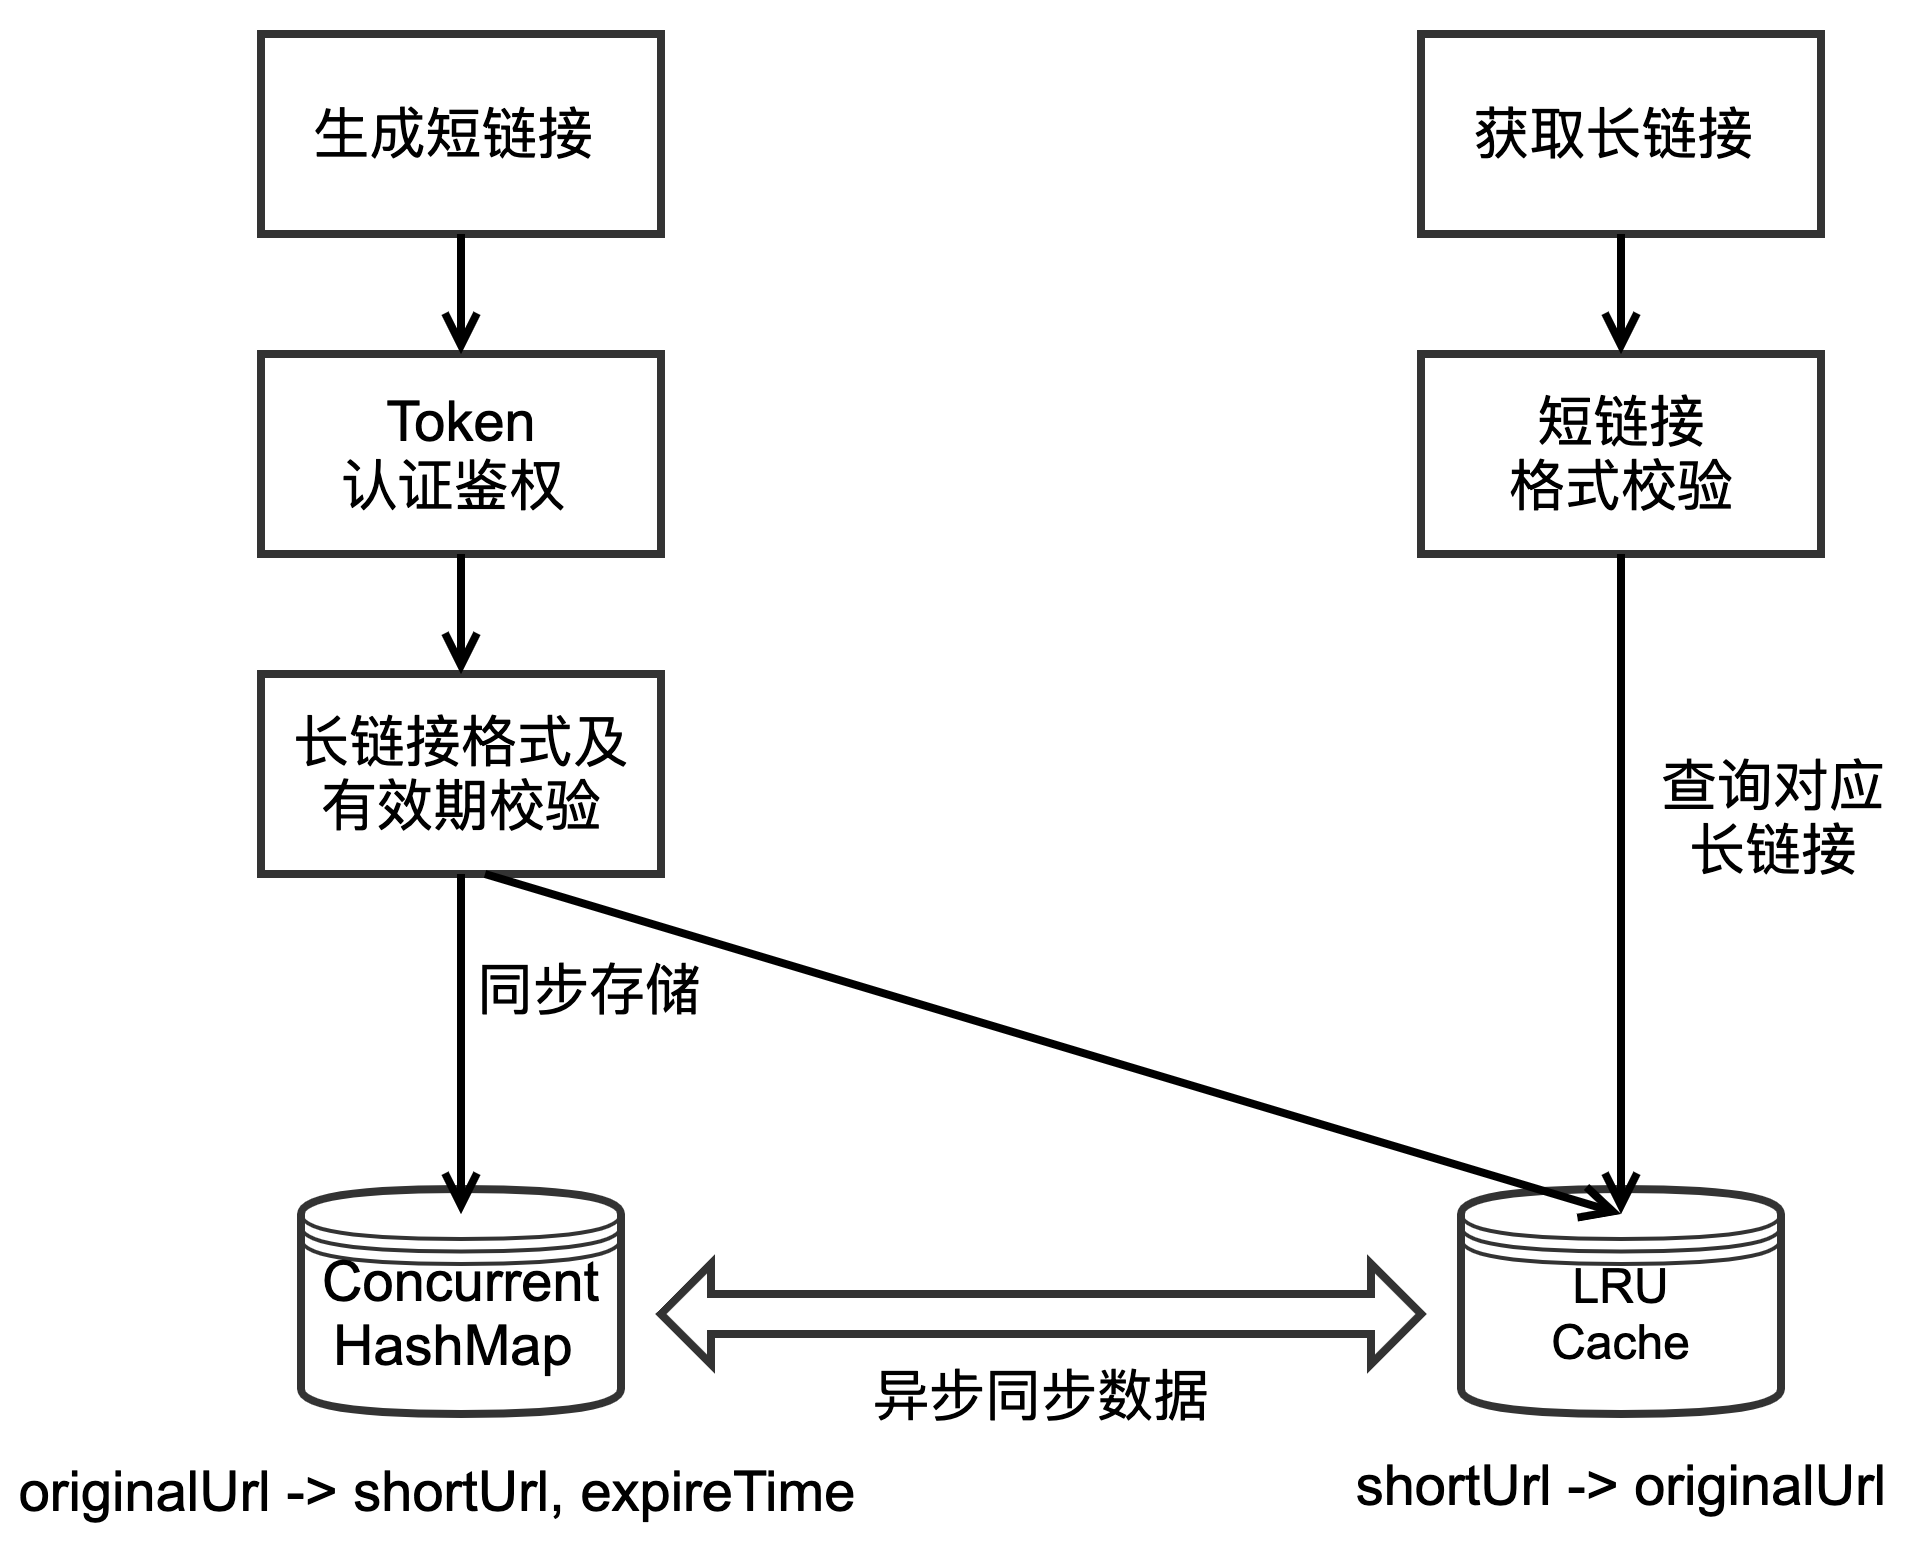 生成短链接
获取长链接
Token
认证鉴权
短链接
格式校验
长链接格式及
有效期校验
查询对应
长链接
同步存储
Concurrent
HashMap
LRU
Cache
异步同步数据
originalUrl -> shortUrl, expireTime
shortUrl -> originalUrl